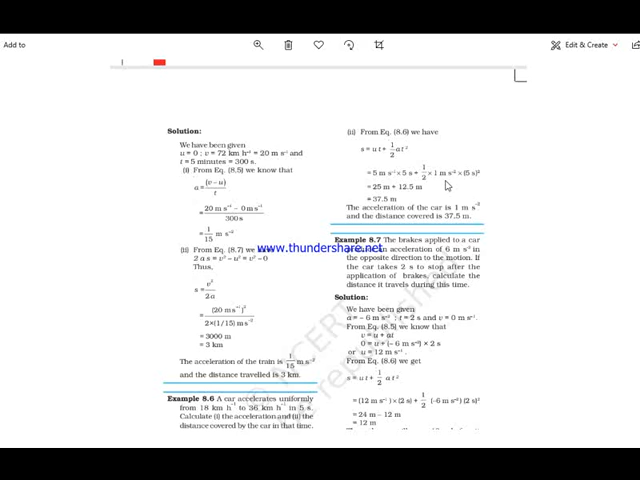 Add to
Edit & Create
Solution:
We have been given
u = 0 ; v = 72 km h⁻¹ = 20 m s⁻¹ and
t = 5 minutes = 300 s.
(i) From Eq. (8.5) we know that
a = (v – u) / t
= 20 m s⁻¹ – 0 m s⁻¹ / 300 s
= 1/15 m s⁻²
(ii) From Eq. (8.7) we have
2 a s = v² – u² = v² – 0
Thus,
s = v² / 2a
= (20 m s⁻¹)² / 2×(1/15) m s⁻²
= 3000 m
= 3 km
The acceleration of the train is 1/15 m s⁻²
and the distance travelled is 3 km.
Example 8.6 A car accelerates uniformly
from 18 km h⁻¹ to 36 km h⁻¹ in 5 s.
Calculate (i) the acceleration and (ii) the
distance covered by the car in that time.
(ii) From Eq. (8.6) we have
s = u t + 1/2 a t²
= 5 m s⁻¹ × 5 s + 1/2 × 1 m s⁻² × (5 s)²
= 25 m + 12.5 m
= 37.5 m
The acceleration of the car is 1 m s⁻²
and the distance covered is 37.5 m.
www.thundershare.net
Example 8.7 The brakes applied to a car
an acceleration of 6 m s⁻² in
the opposite direction to the motion. If
the car takes 2 s to stop after the
application of brakes, calculate the
distance it travels during this time.
Solution:
We have been given
a = – 6 m s⁻² ; t = 2 s and v = 0 m s⁻¹.
From Eq. (8.5) we know that
v = u + at
0 = u + (– 6 m s⁻²) × 2 s
or u = 12 m s⁻¹.
From Eq. (8.6) we get
s = u t + 1/2 a t²
= (12 m s⁻¹) × (2 s) + 1/2 (–6 m s⁻²) (2 s)²
= 24 m – 12 m
= 12 m
© NCERT